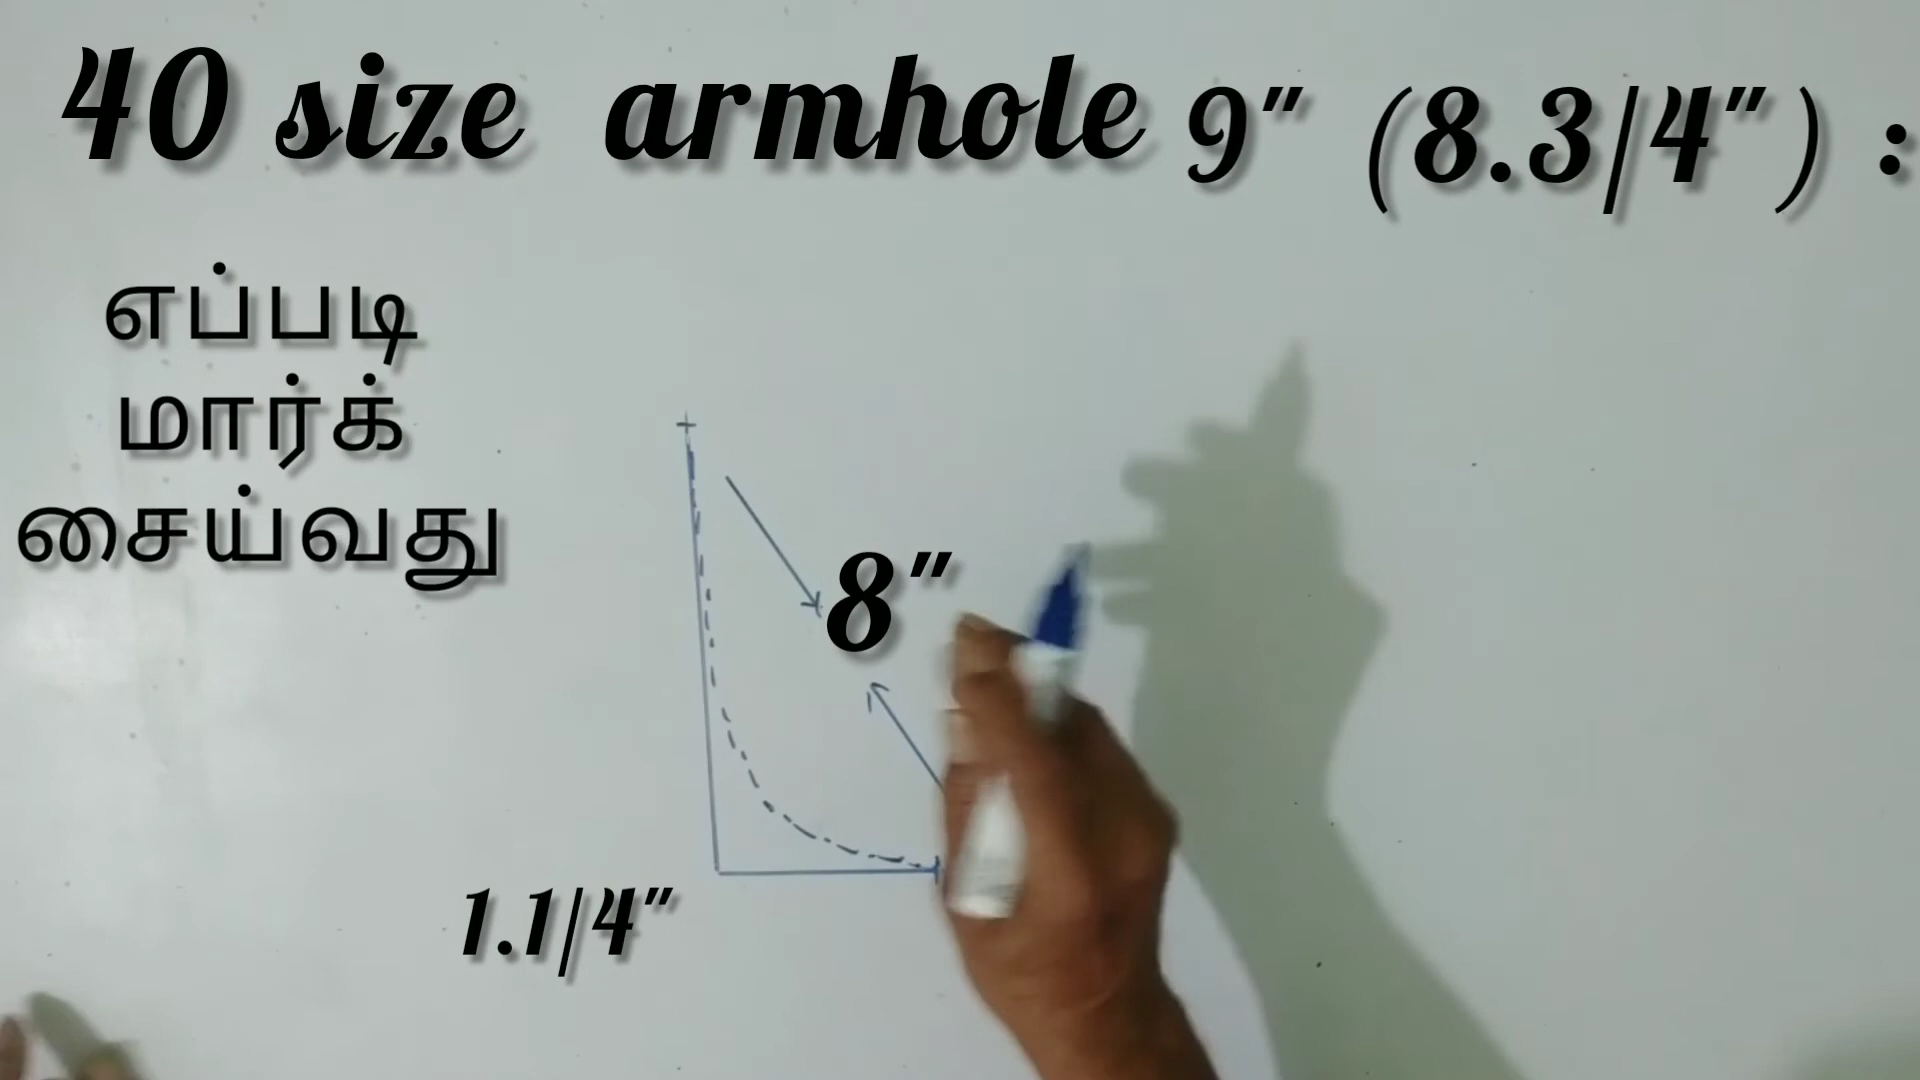 40 size armhole 9" (8.3/4") :
எப்படி
மார்க்
செய்வது
8"
1.1/4"